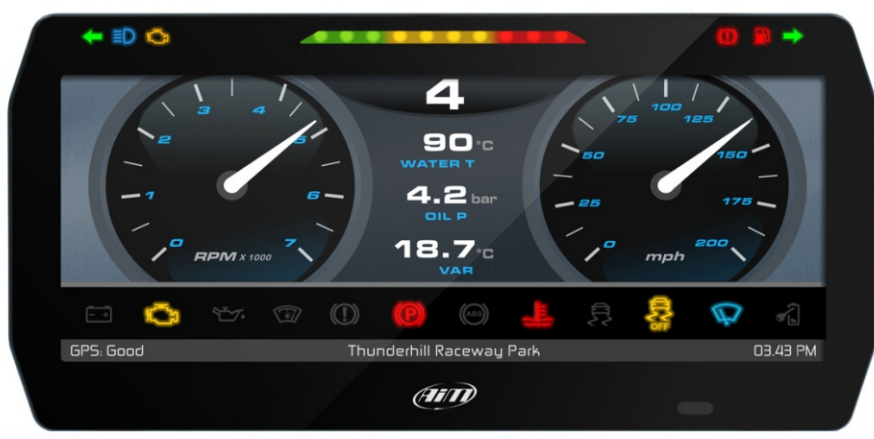 4
90 °C
WATER T
4.2 bar
OIL P
18.7 °C
VAR
0 1 2 3 4 5 6 7
RPM X 1000
0 25 50 75 100 125 150 175 200
mph
P
ABS
OFF
GPS: Good
Thunderhill Raceway Park
03.43 PM
AiM